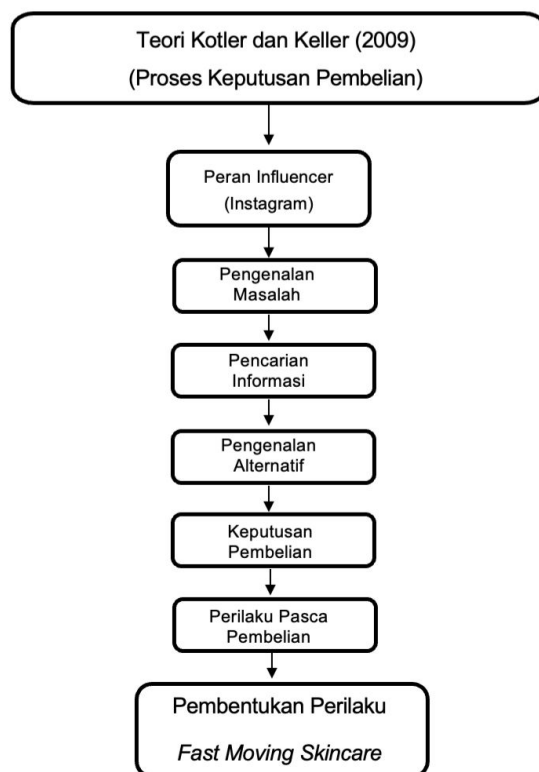 Teori Kotler dan Keller (2009)
(Proses Keputusan Pembelian)
Peran Influencer
(Instagram)
Pengenalan
Masalah
Pencarian
Informasi
Pengenalan
Alternatif
Keputusan
Pembelian
Perilaku Pasca
Pembelian
Pembentukan Perilaku
Fast Moving Skincare